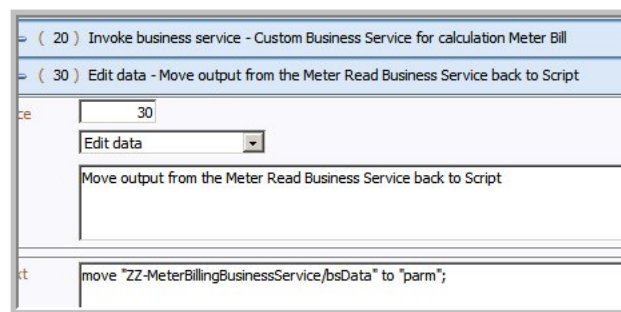 ( 20 ) Invoke business service - Custom Business Service for calculation Meter Bill
( 30 ) Edit data - Move output from the Meter Read Business Service back to Script
ce 30
Edit data
Move output from the Meter Read Business Service back to Script
xt move "ZZ-MeterBillingBusinessService/bsData" to "parm";